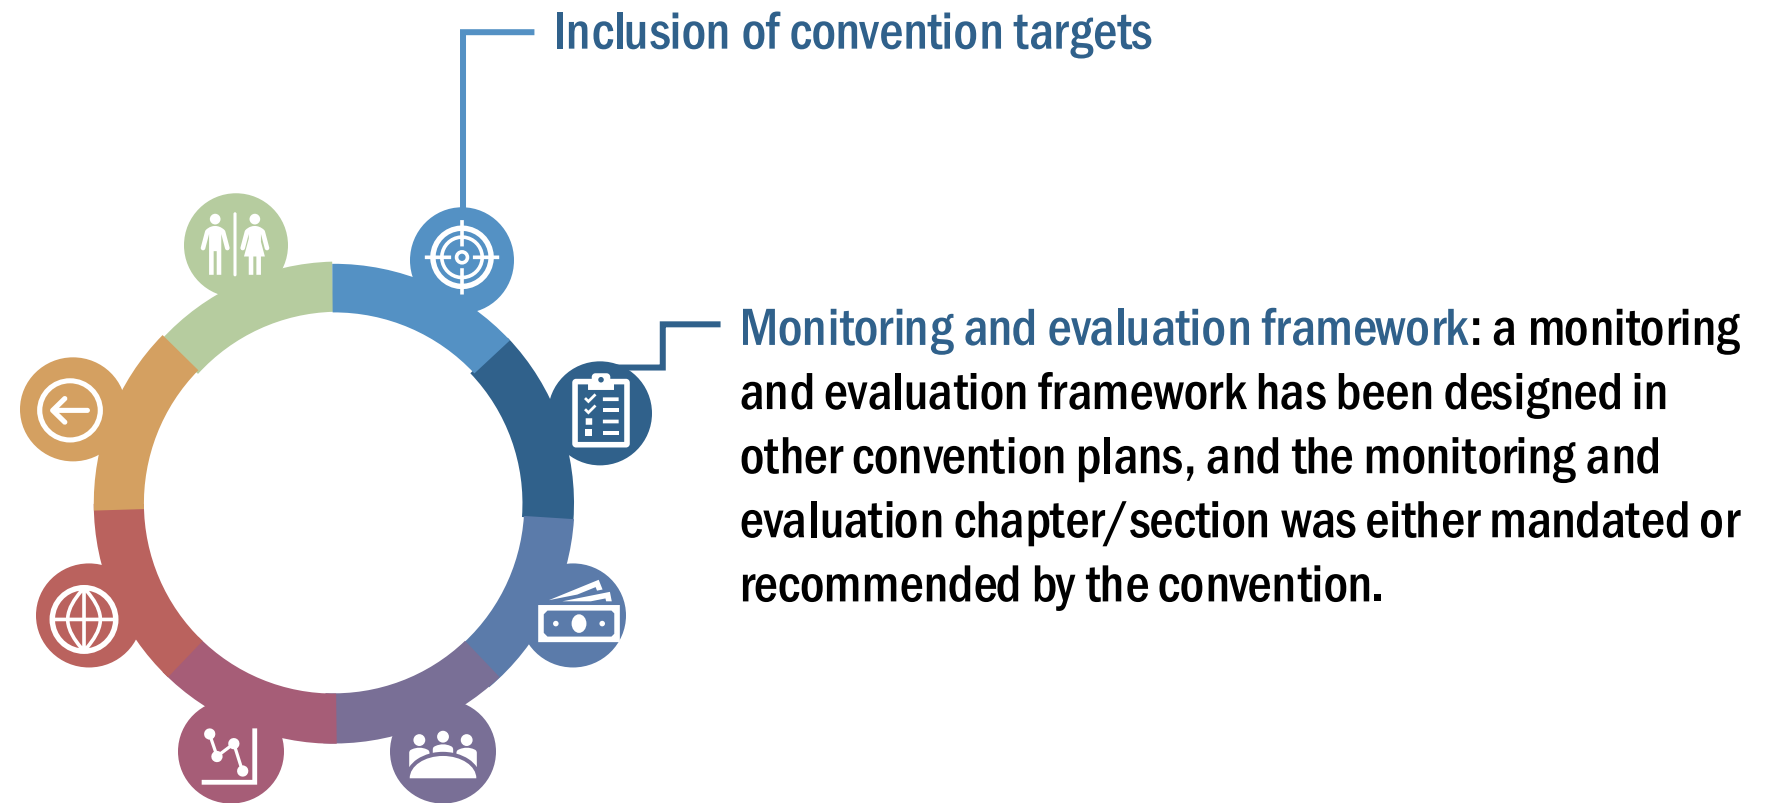 Inclusion of convention targets
Monitoring and evaluation framework: a monitoring
and evaluation framework has been designed in
other convention plans, and the monitoring and
evaluation chapter/section was either mandated or
recommended by the convention.